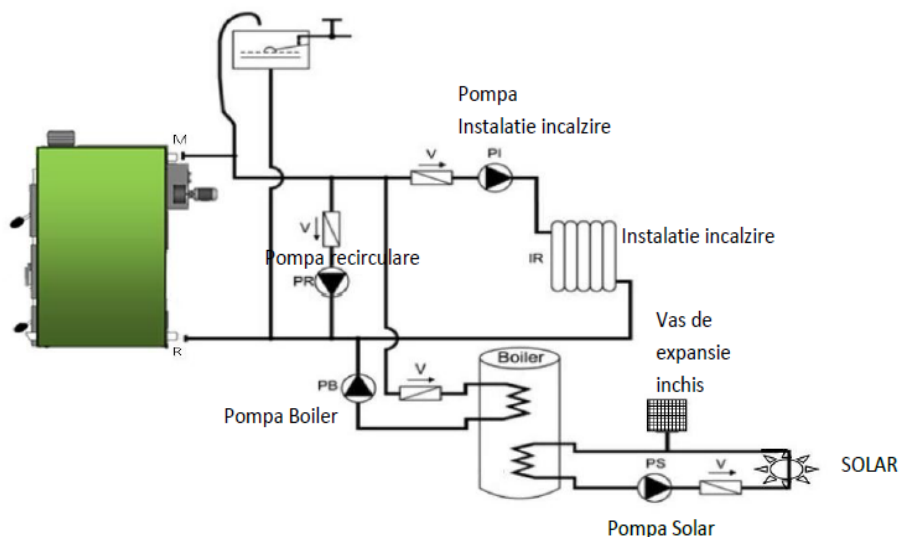 Pompa
Instalatie incalzire
M
V
PI
Instalatie incalzire
IR
V
Pompa recirculare
PR
Vas de
expansie
inchis
R
Boiler
V
PB
Pompa Boiler
PS
V
SOLAR
Pompa Solar